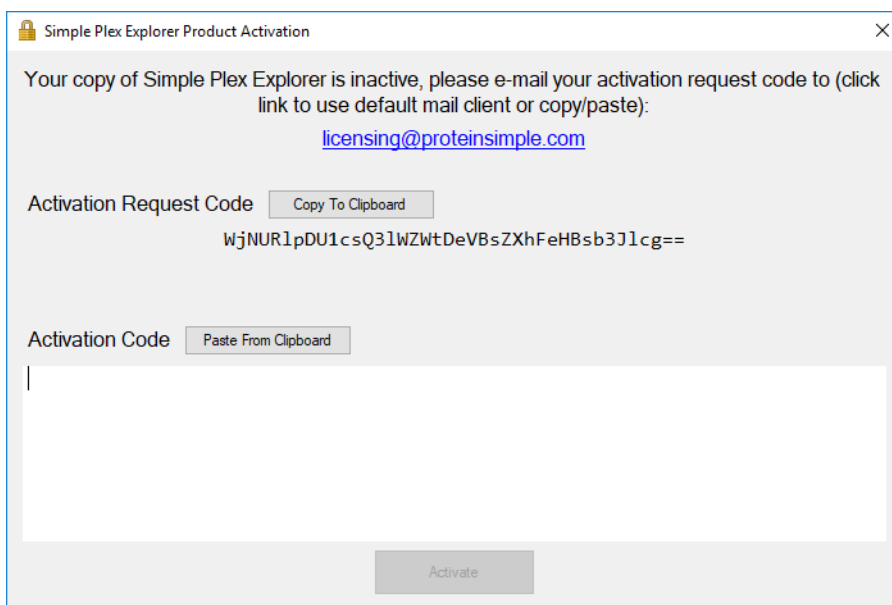 Simple Plex Explorer Product Activation
Your copy of Simple Plex Explorer is inactive, please e-mail your activation request code to (click
link to use default mail client or copy/paste):
licensing@proteinsimple.com
Activation Request Code Copy To Clipboard
WjNURlpDU1csQ3lWZWtDeVBsZXhFeHBsb3Jlcg==
Activation Code Paste From Clipboard
Activate